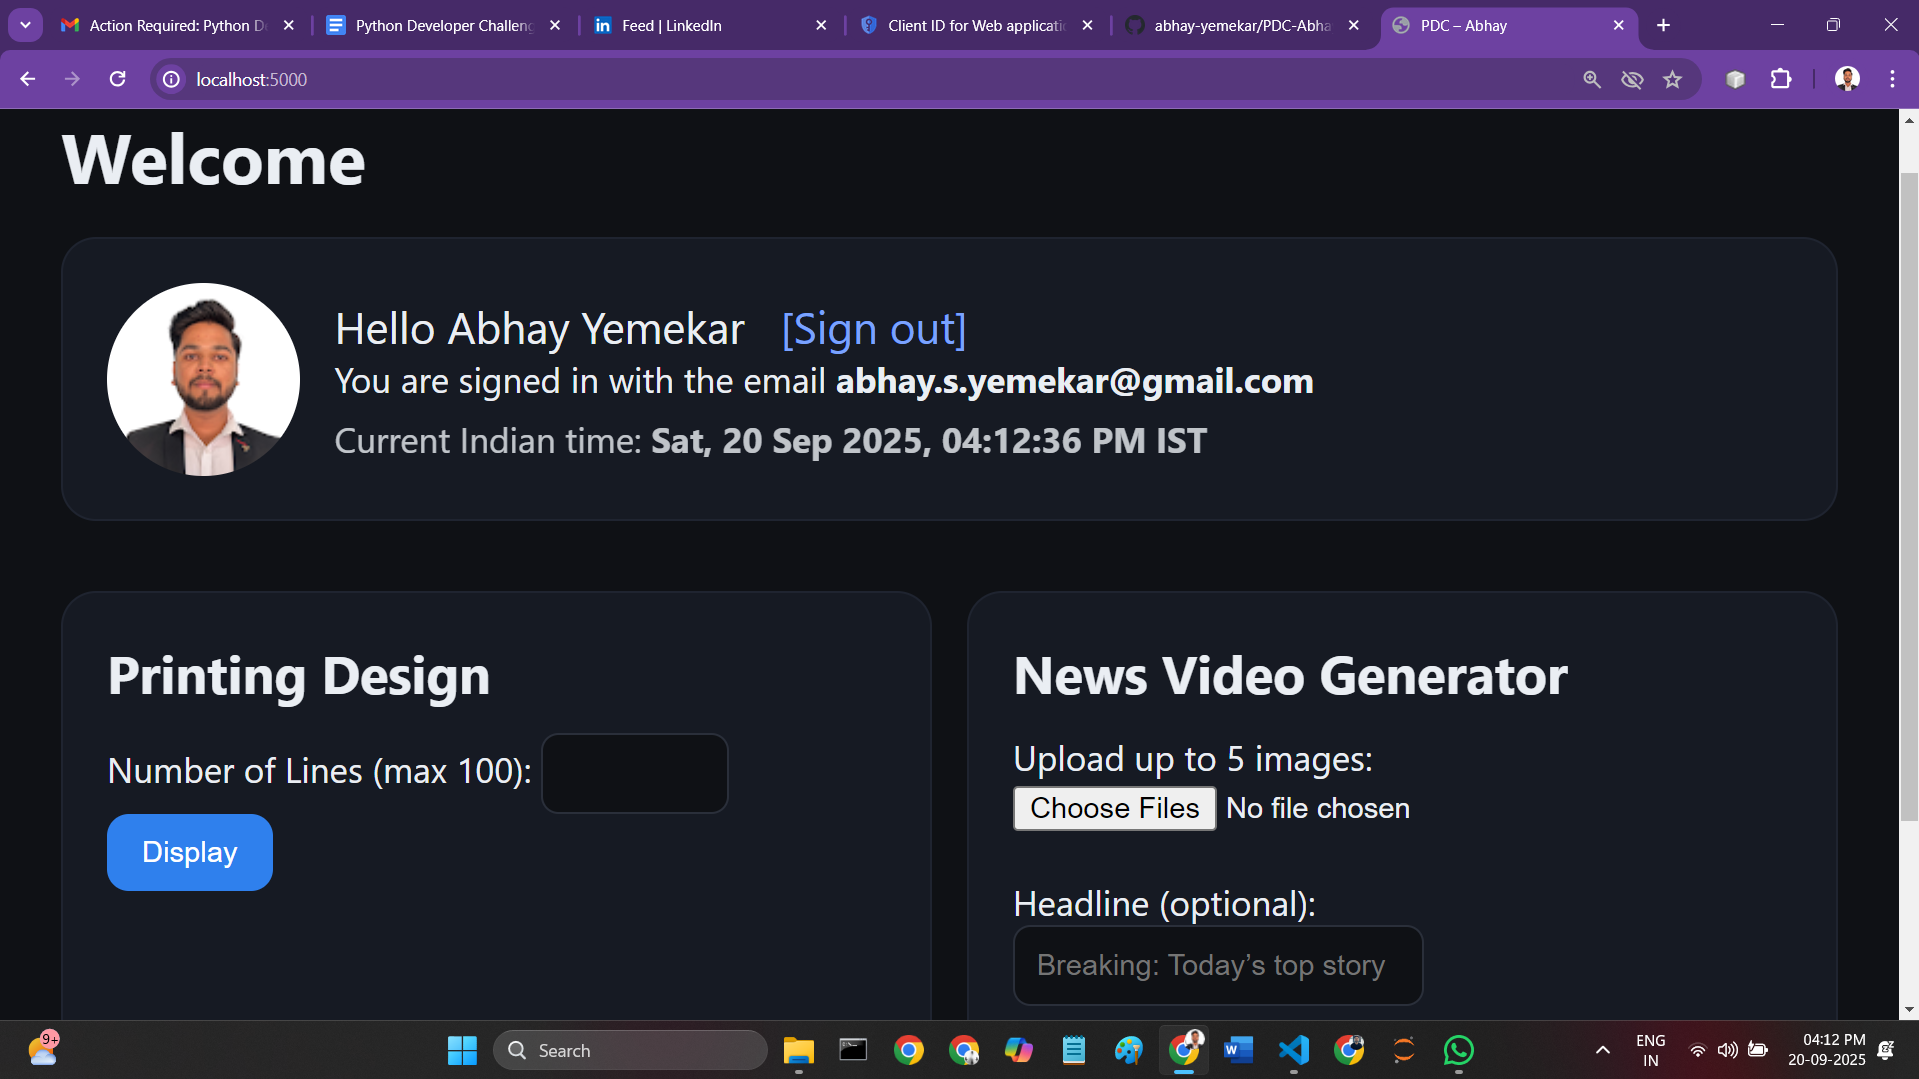 Action Required: Python De
Python Developer Challeng
Feed | LinkedIn
Client ID for Web applicatio
abhay-yemekar/PDC-Abha
PDC – Abhay
localhost:5000
Welcome
Hello Abhay Yemekar [Sign out]
You are signed in with the email abhay.s.yemekar@gmail.com
Current Indian time: Sat, 20 Sep 2025, 04:12:36 PM IST
Printing Design
Number of Lines (max 100):
Display
News Video Generator
Upload up to 5 images:
Choose Files No file chosen
Headline (optional):
Breaking: Today’s top story
9+
Search
ENG
IN
04:12 PM
20-09-2025